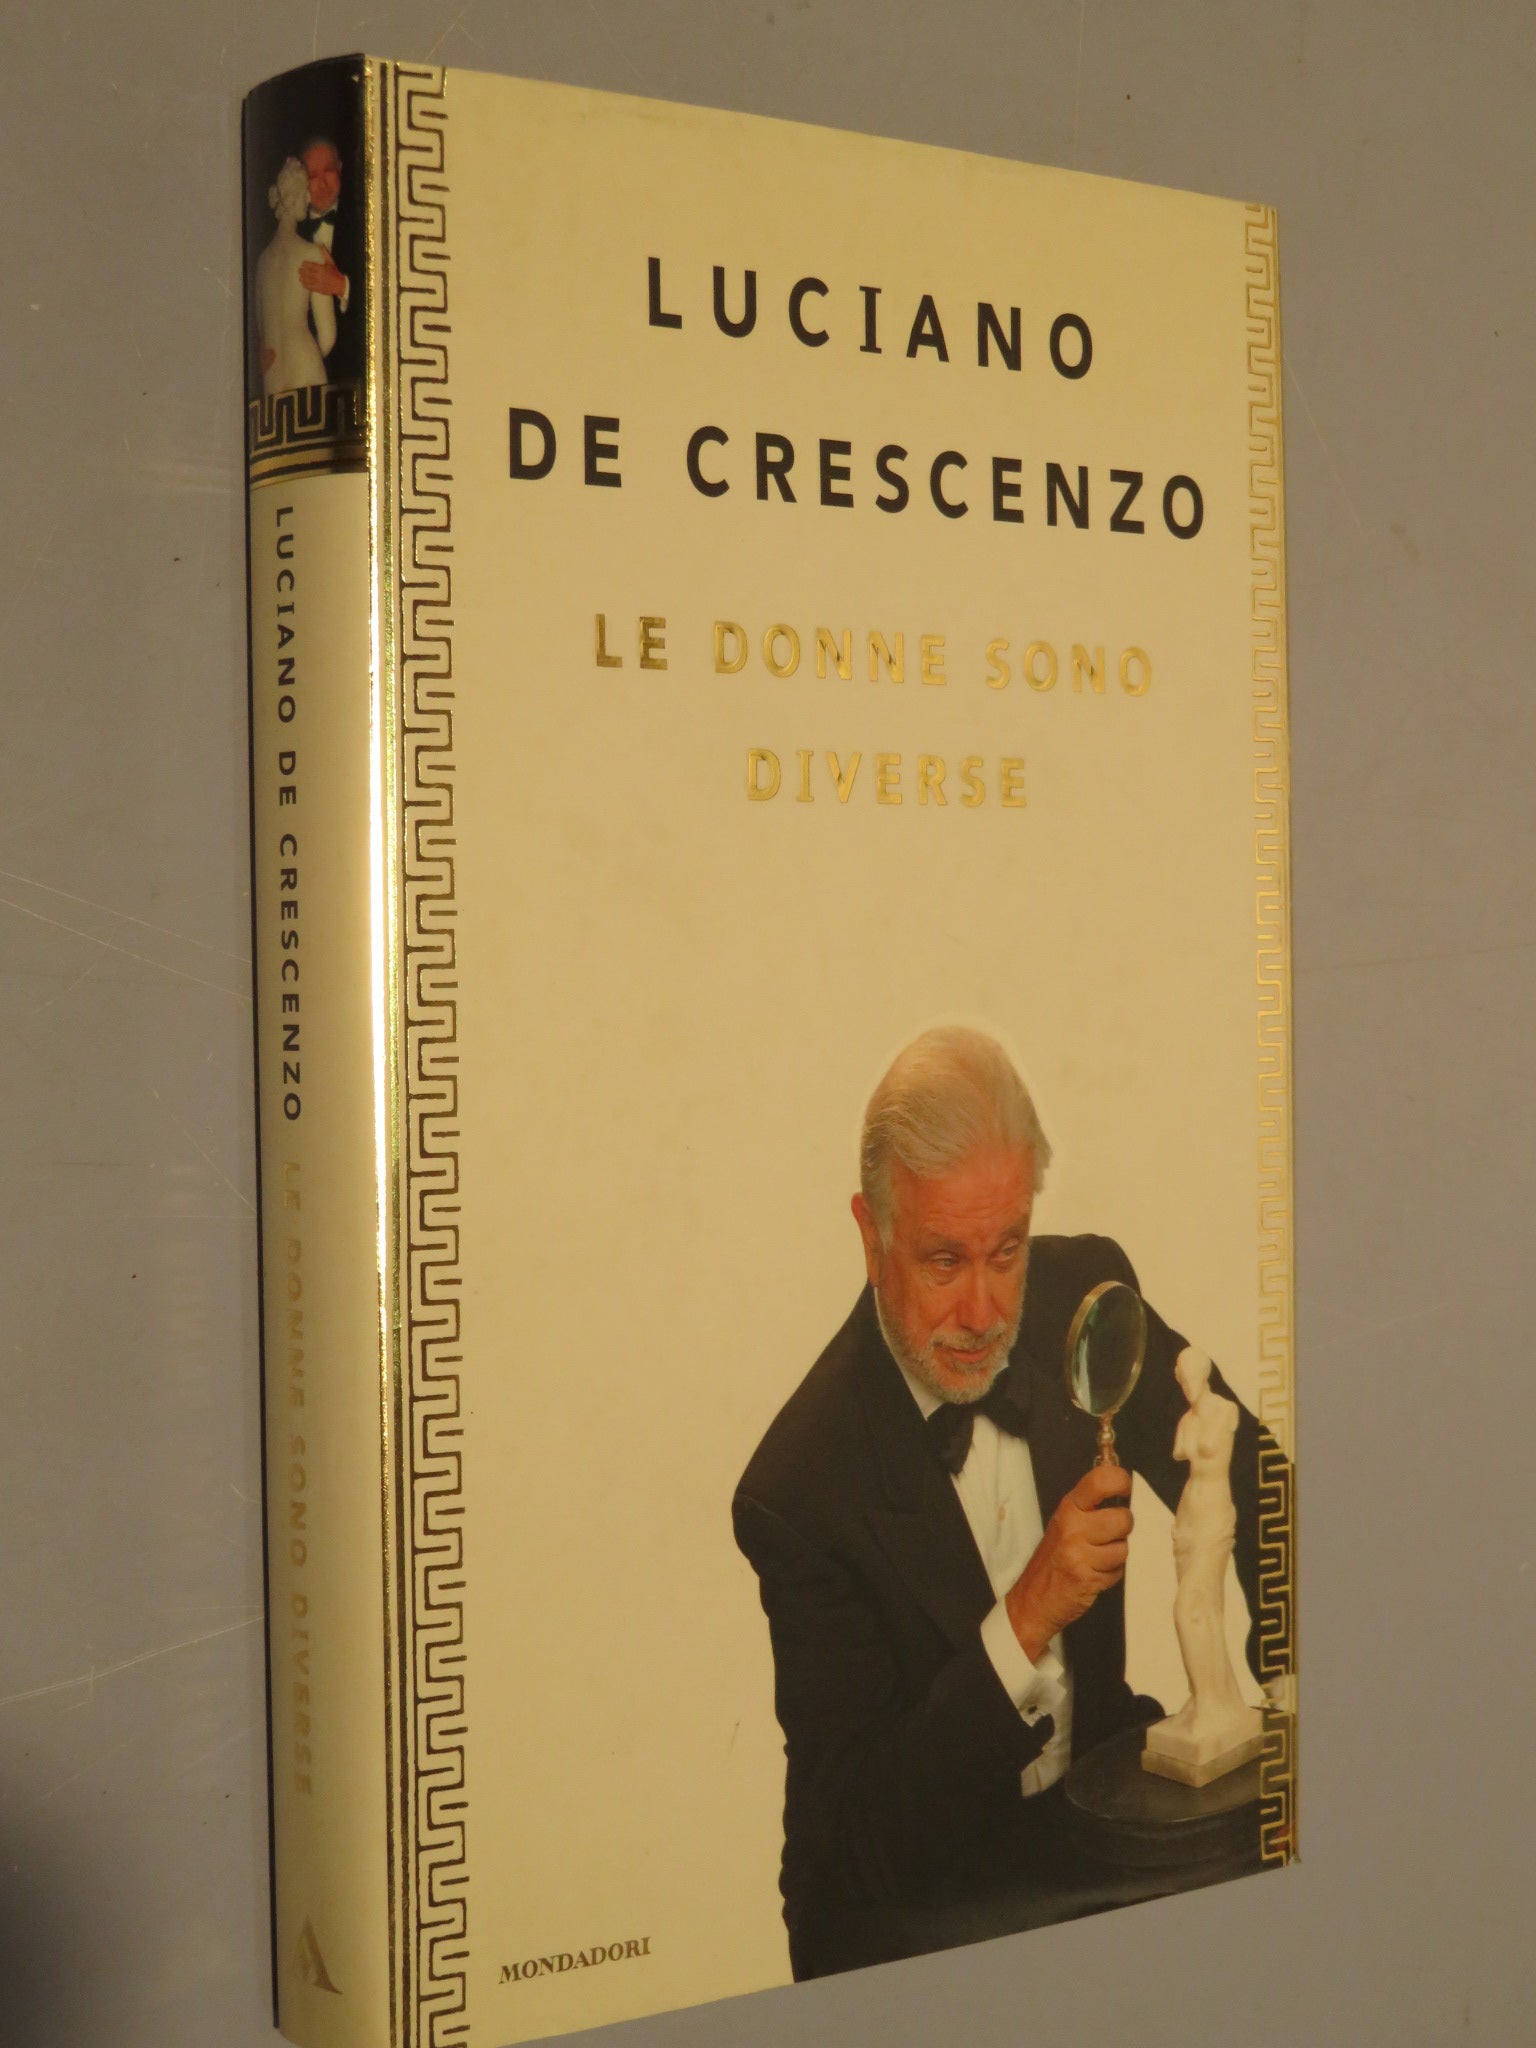 LUCIANO
DE CRESCENZO
LE DONNE SONO
DIVERSE
MONDADORI
LUCIANO DE CRESCENZO LE DONNE SONO DIVERSE